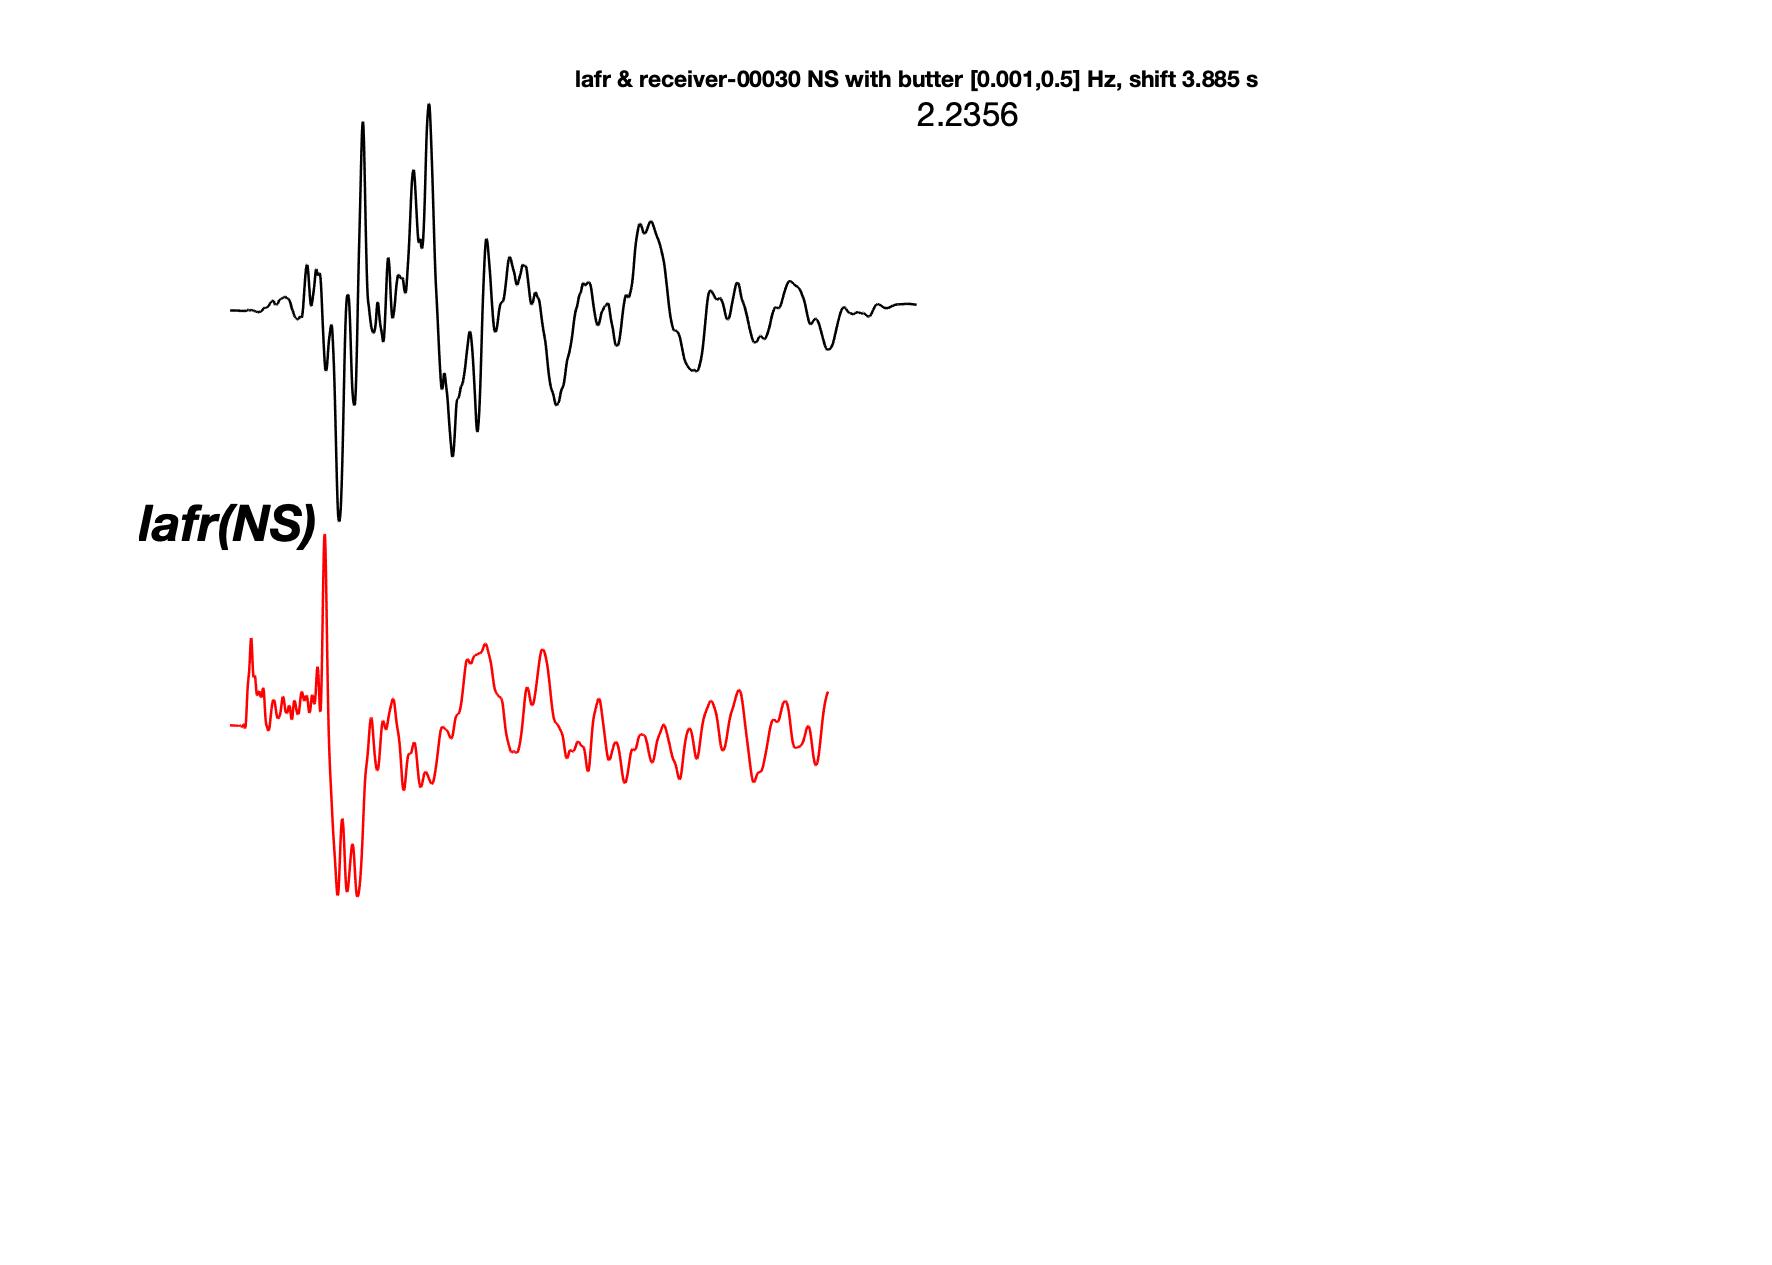 lafr & receiver-00030 NS with butter [0.001,0.5] Hz, shift 3.885 s
2.2356
lafr(NS)